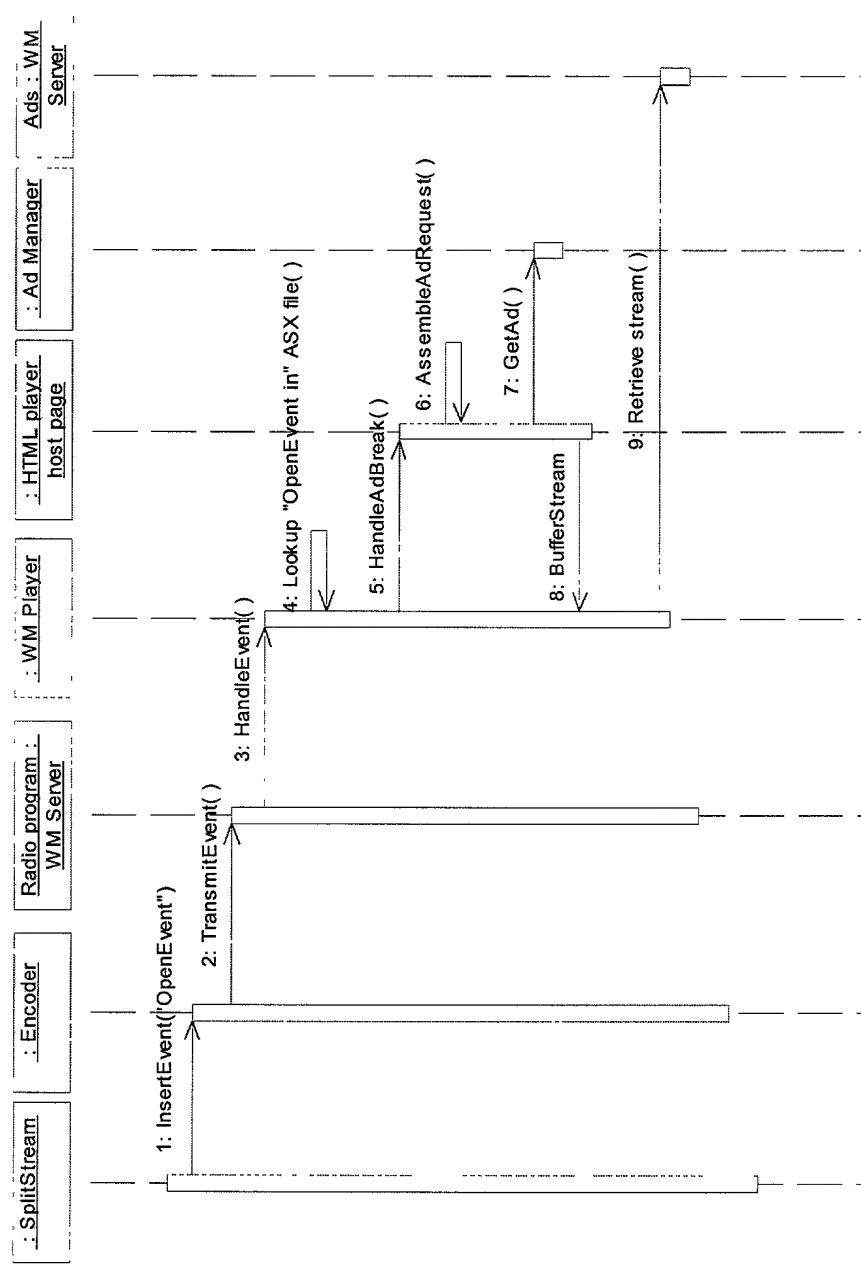 : SplitStream
: Encoder
Radio program :
WM Server
: WM Player
: HTML player
host page
: Ad Manager
Ads : WM
Server
1: InsertEvent("OpenEvent")
2: TransmitEvent( )
3: HandleEvent( )
4: Lookup "OpenEvent in" ASX file( )
5: HandleAdBreak( )
6: AssembleAdRequest( )
7: GetAd( )
8: BufferStream
9: Retrieve stream( )